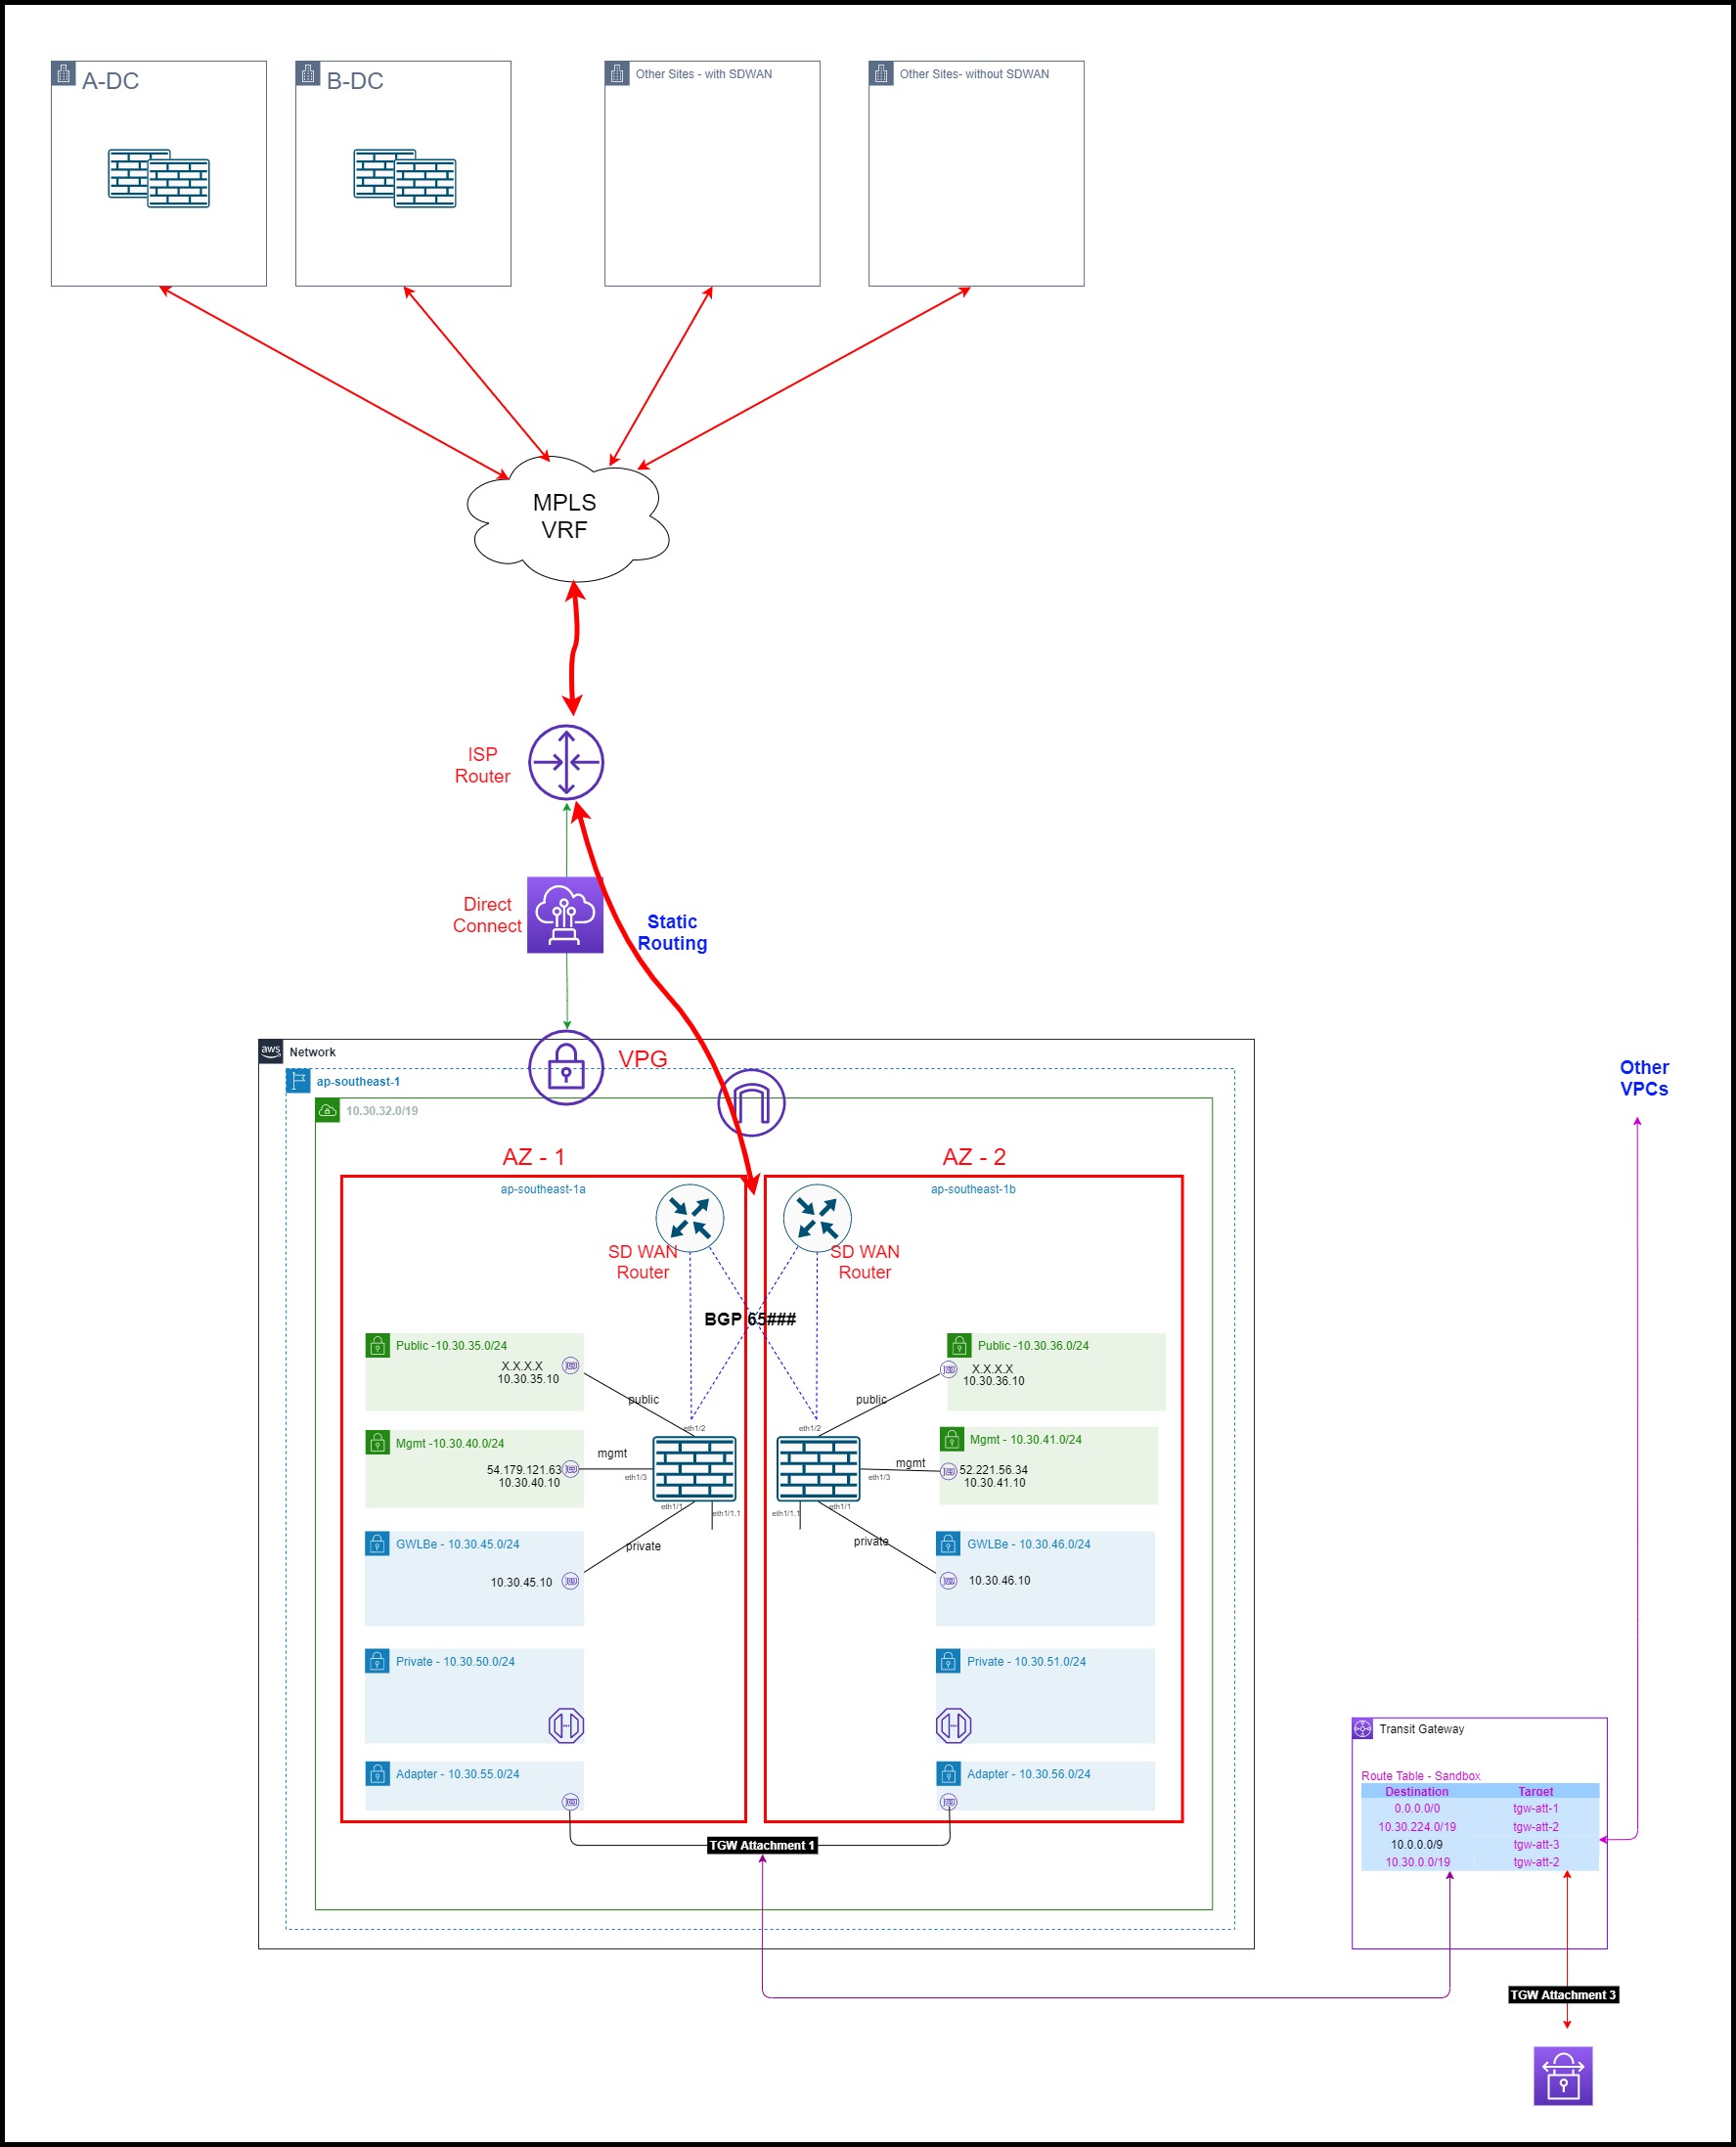 A-DC
B-DC
Other Sites - with SDWAN
Other Sites- without SDWAN
MPLS
VRF
ISP
Router
Direct
Connect
Static
Routing
aws
Network
VPG
ap-southeast-1
10.30.32.0/19
Other
VPCs
AZ - 1
AZ - 2
ap-southeast-1a
ap-southeast-1b
SD WAN
Router
SD WAN
Router
BGP 65###
Public -10.30.35.0/24
X.X.X.X
10.30.35.10
public
eth1/2
Public -10.30.36.0/24
X.X.X.X
10.30.36.10
public
eth1/2
Mgmt -10.30.40.0/24
54.179.121.63
10.30.40.10
mgmt
eth1/3
eth1/1
eth1/1.1
Mgmt - 10.30.41.0/24
52.221.56.34
10.30.41.10
mgmt
eth1/3
eth1/1
eth1/1.1
GWLBe - 10.30.45.0/24
10.30.45.10
private
GWLBe - 10.30.46.0/24
10.30.46.10
private
Private - 10.30.50.0/24
Private - 10.30.51.0/24
Adapter - 10.30.55.0/24
Adapter - 10.30.56.0/24
TGW Attachment 1
Transit Gateway
Route Table - Sandbox
Destination Target
0.0.0.0/0 tgw-att-1
10.30.224.0/19 tgw-att-2
10.0.0.0/9 tgw-att-3
10.30.0.0/19 tgw-att-2
TGW Attachment 3